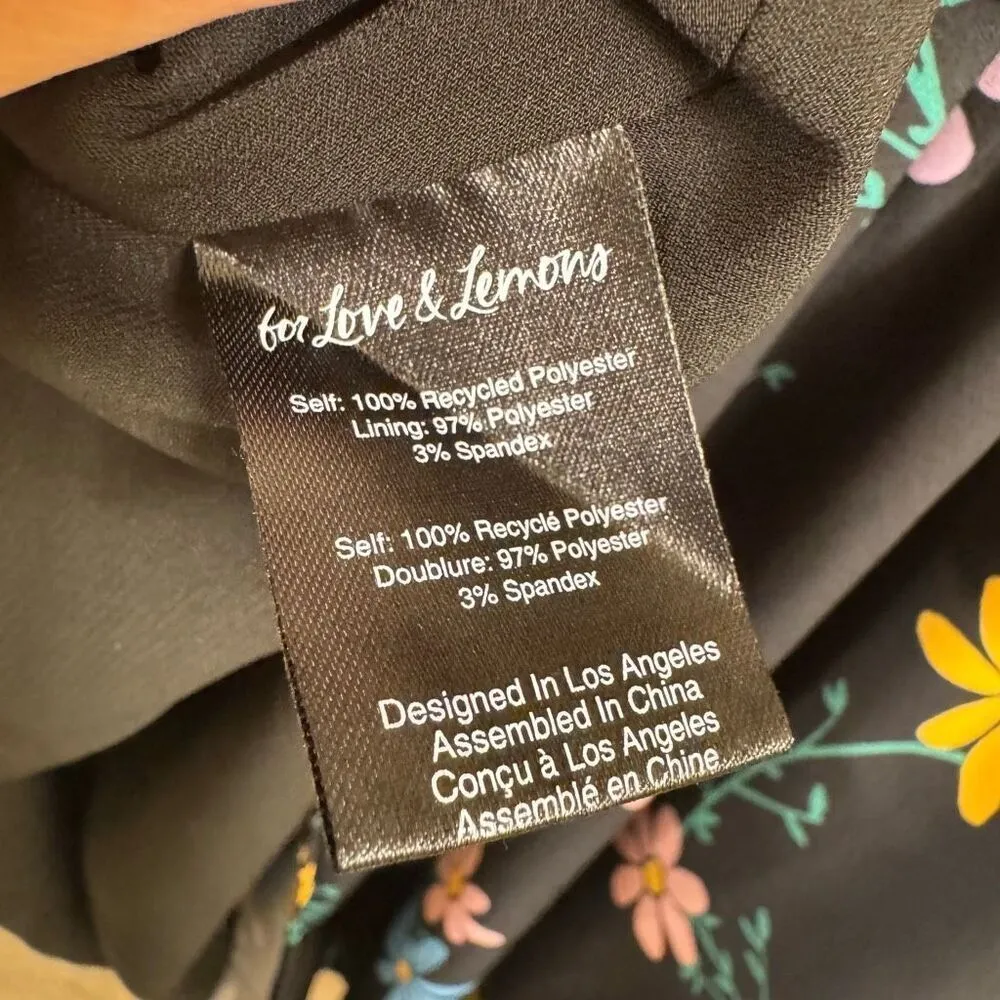 for Love & Lemons
Self: 100% Recycled Polyester
Lining: 97% Polyester
3% Spandex
Self: 100% Recyclé Polyester
Doublure: 97% Polyester
3% Spandex
Designed In Los Angeles
Assembled In China
Conçu à Los Angeles
Assemblé en Chine